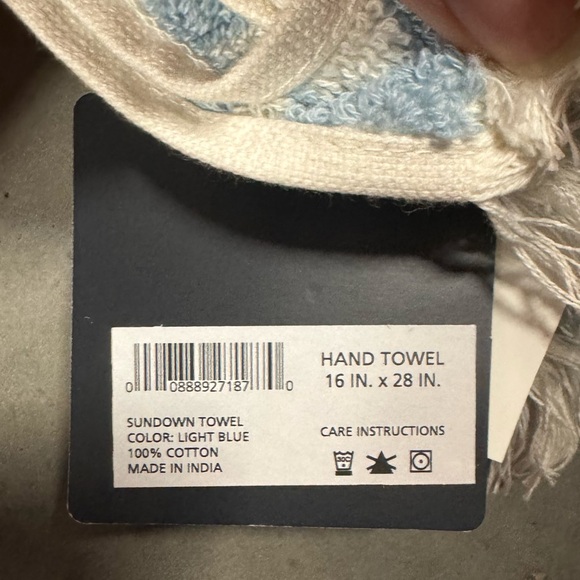 HAND TOWEL
16 IN. x 28 IN.
0 0888927187 0
SUNDOWN TOWEL
COLOR: LIGHT BLUE
100% COTTON
MADE IN INDIA
CARE INSTRUCTIONS
30C